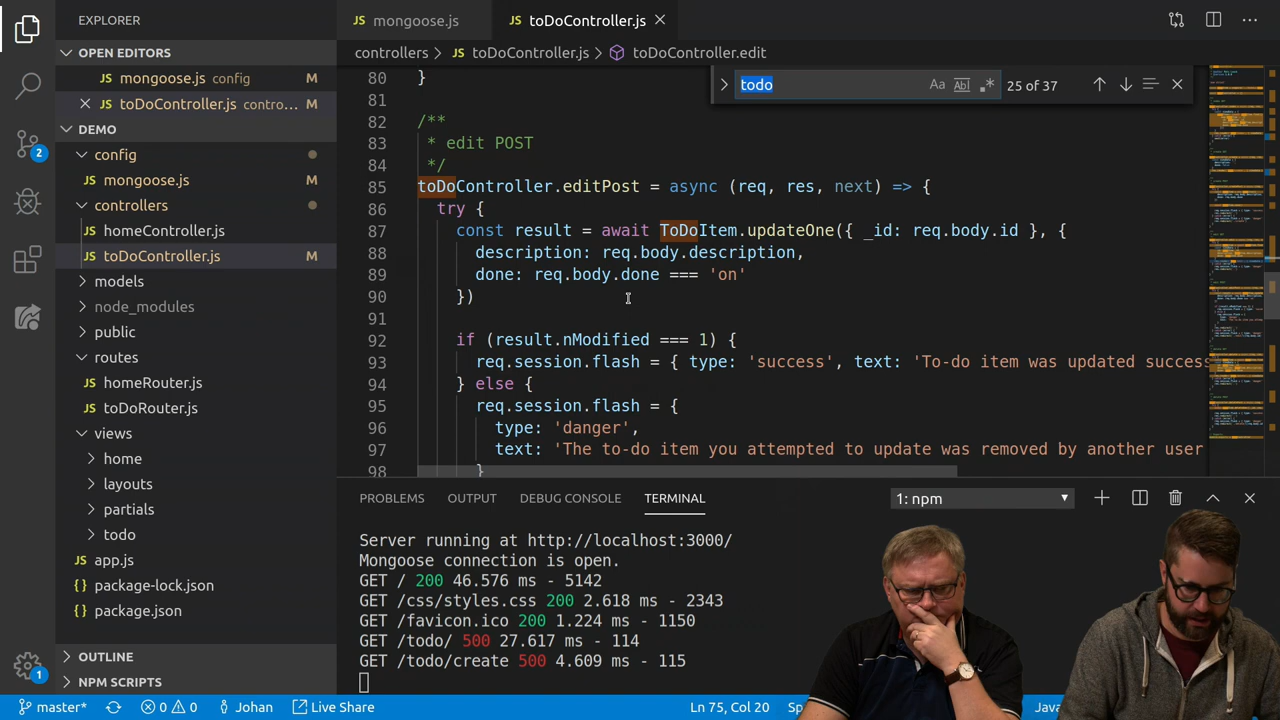 EXPLORER
OPEN EDITORS
mongoose.js config M
toDoController.js contro... M
DEMO
config
mongoose.js M
controllers
homeController.js
toDoController.js M
models
node_modules
public
routes
homeRouter.js
toDoRouter.js
views
home
layouts
partials
todo
app.js
package-lock.json
package.json
OUTLINE
NPM SCRIPTS
2
1
JS mongoose.js
JS toDoController.js
controllers > JS toDoController.js > toDoController.edit
todo Aa Abl .* 25 of 37
80 }
81
82 /**
83 * edit POST
84 */
85 toDoController.editPost = async (req, res, next) => {
86 try {
87 const result = await ToDoItem.updateOne({ _id: req.body.id }, {
88 description: req.body.description,
89 done: req.body.done === 'on'
90 })
91
92 if (result.nModified === 1) {
93 req.session.flash = { type: 'success', text: 'To-do item was updated success
94 } else {
95 req.session.flash = {
96 type: 'danger',
97 text: 'The to-do item you attempted to update was removed by another user
98 }
PROBLEMS OUTPUT DEBUG CONSOLE TERMINAL 1: npm
Server running at http://localhost:3000/
Mongoose connection is open.
GET / 200 46.576 ms - 5142
GET /css/styles.css 200 2.618 ms - 2343
GET /favicon.ico 200 1.224 ms - 1150
GET /todo/ 500 27.617 ms - 114
GET /todo/create 500 4.609 ms - 115
master* 0 0 Johan Live Share Ln 75, Col 20 Sp Java